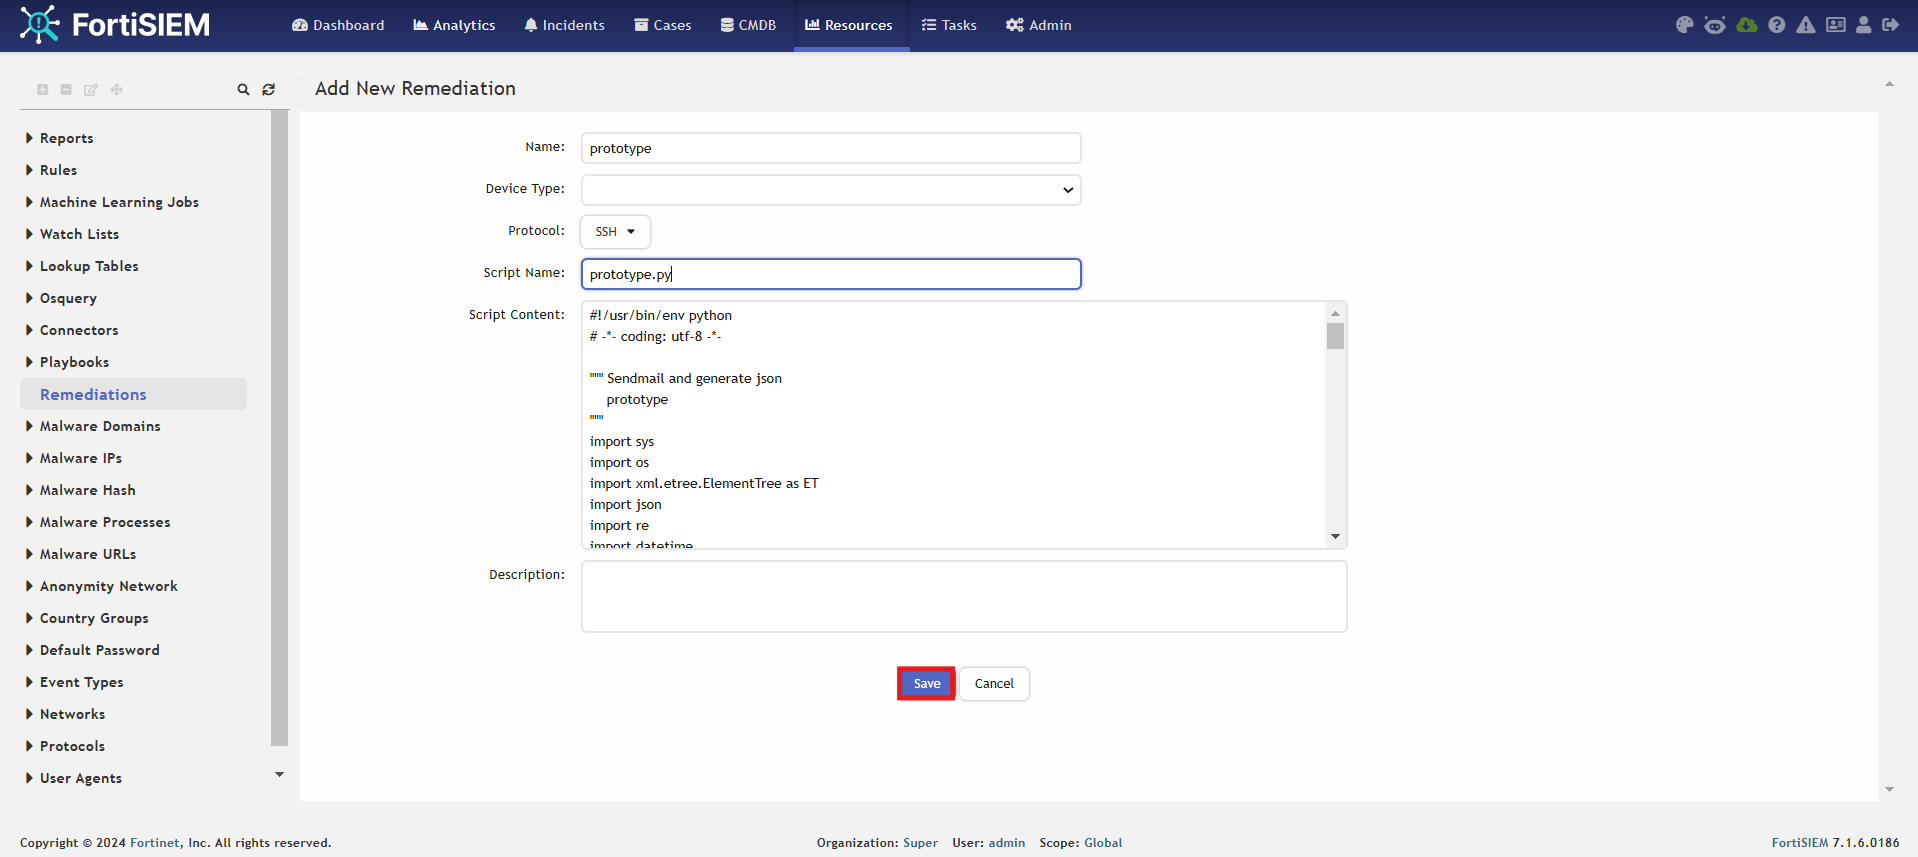 FortiSIEM
Dashboard Analytics Incidents Cases CMDB Resources Tasks Admin
Add New Remediation
Reports
Rules
Machine Learning Jobs
Watch Lists
Lookup Tables
Osquery
Connectors
Playbooks
Remediations
Malware Domains
Malware IPs
Malware Hash
Malware Processes
Malware URLs
Anonymity Network
Country Groups
Default Password
Event Types
Networks
Protocols
User Agents
Name: prototype
Device Type:
Protocol: SSH
Script Name: prototype.py
Script Content: #!/usr/bin/env python
# -*- coding: utf-8 -*-
""" Sendmail and generate json
prototype
"""
import sys
import os
import xml.etree.ElementTree as ET
import json
import re
import datetime
Description:
Save Cancel
Copyright © 2024 Fortinet, Inc. All rights reserved. Organization: Super User: admin Scope: Global FortiSIEM 7.1.6.0186